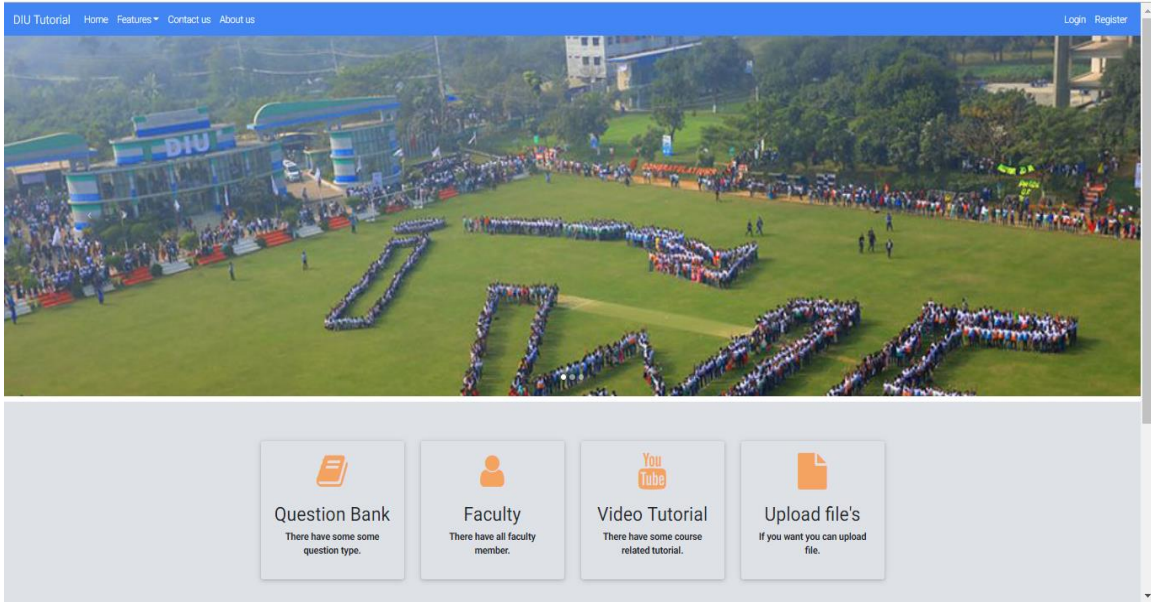 DIU Tutorial Home Features Contact us About us Login Register
DIU
You
Tube
Question Bank
There have some some
question type.
Faculty
There have all faculty
member.
Video Tutorial
There have some course
related tutorial.
Upload file's
If you want you can upload
file.